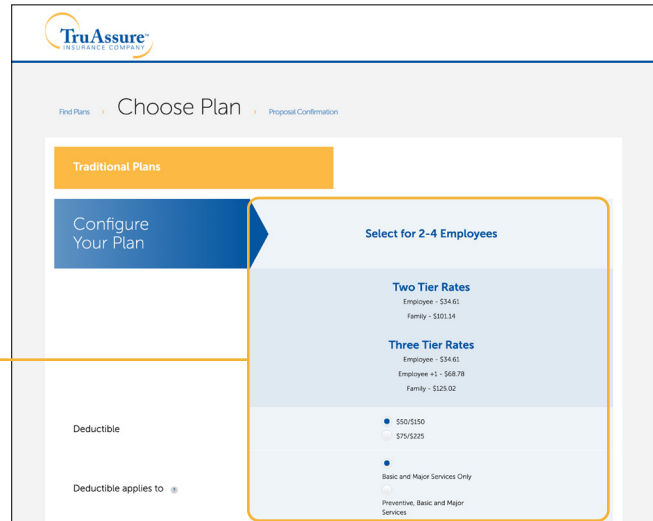 TruAssure™
INSURANCE COMPANY
Find Plans › Choose Plan › Proposal Confirmation
Traditional Plans
Configure
Your Plan
Select for 2-4 Employees
Two Tier Rates
Employee - $34.61
Family - $101.14
Three Tier Rates
Employee - $34.61
Employee +1 - $68.78
Family - $125.02
Deductible
$50/$150
$75/$225
Deductible applies to ?
Basic and Major Services Only
Preventive, Basic and Major
Services